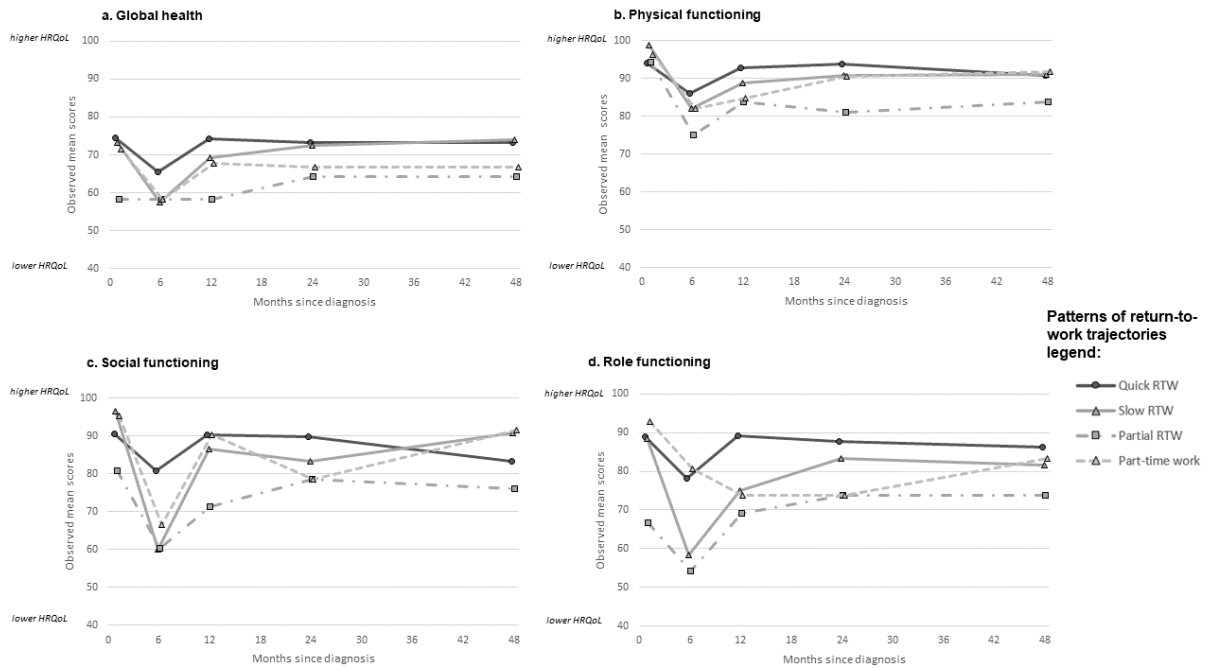 a. Global health
higher HRQoL
100
90
80
70
60
50
40
Observed mean scores
lower HRQoL
0 6 12 18 24 30 36 42 48
Months since diagnosis
b. Physical functioning
higher HRQoL
100
90
80
70
60
50
40
Observed mean scores
lower HRQoL
0 6 12 18 24 30 36 42 48
Months since diagnosis
c. Social functioning
higher HRQoL
100
90
80
70
60
50
40
Observed mean scores
lower HRQoL
0 6 12 18 24 30 36 42 48
Months since diagnosis
d. Role functioning
higher HRQoL
100
90
80
70
60
50
40
Observed mean scores
lower HRQoL
0 6 12 18 24 30 36 42 48
Months since diagnosis
Patterns of return-to-
work trajectories
legend:
Quick RTW
Slow RTW
Partial RTW
Part-time work